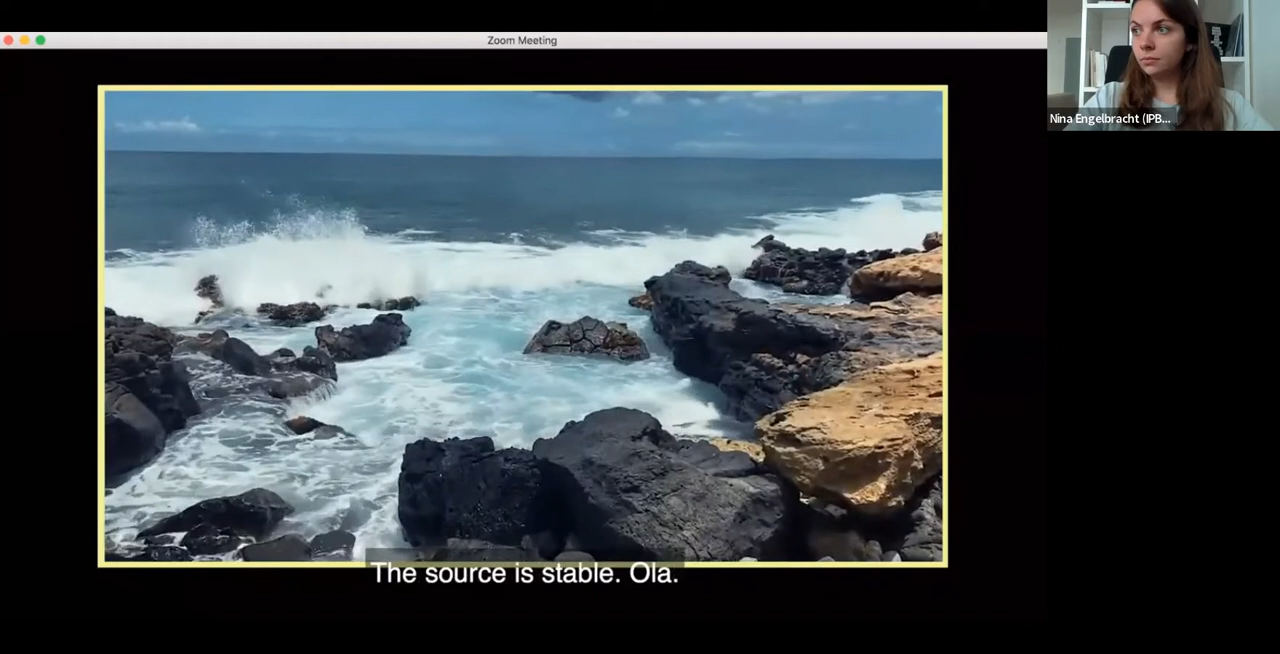 Zoom Meeting
Nina Engelbracht (IPB...
The source is stable. Ola.